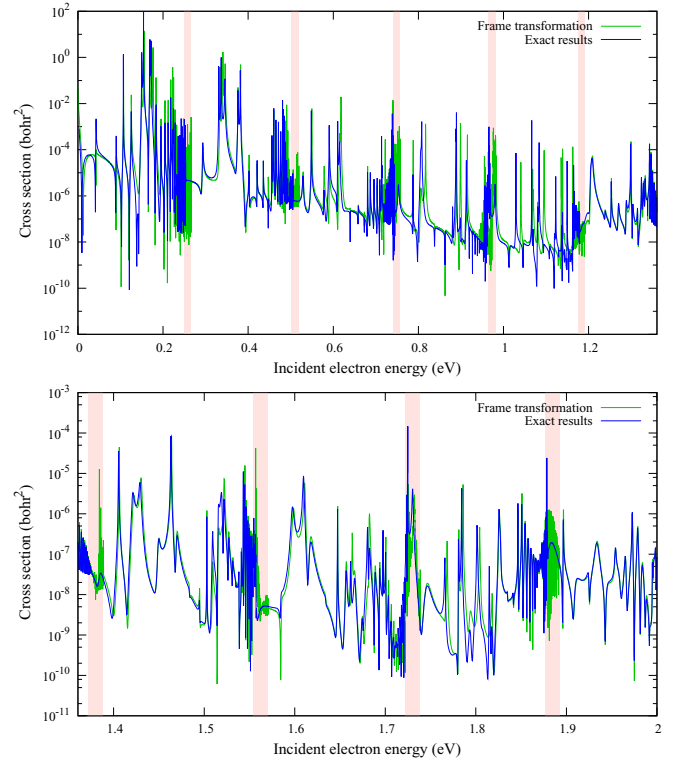 10^2
Frame transformation
Exact results
10^0
10^-2
10^-4
10^-6
10^-8
10^-10
10^-12
Cross section (bohr^2)
0 0.2 0.4 0.6 0.8 1 1.2
Incident electron energy (eV)
10^-3
Frame transformation
Exact results
10^-4
10^-5
10^-6
10^-7
10^-8
10^-9
10^-10
10^-11
Cross section (bohr^2)
1.4 1.5 1.6 1.7 1.8 1.9 2
Incident electron energy (eV)